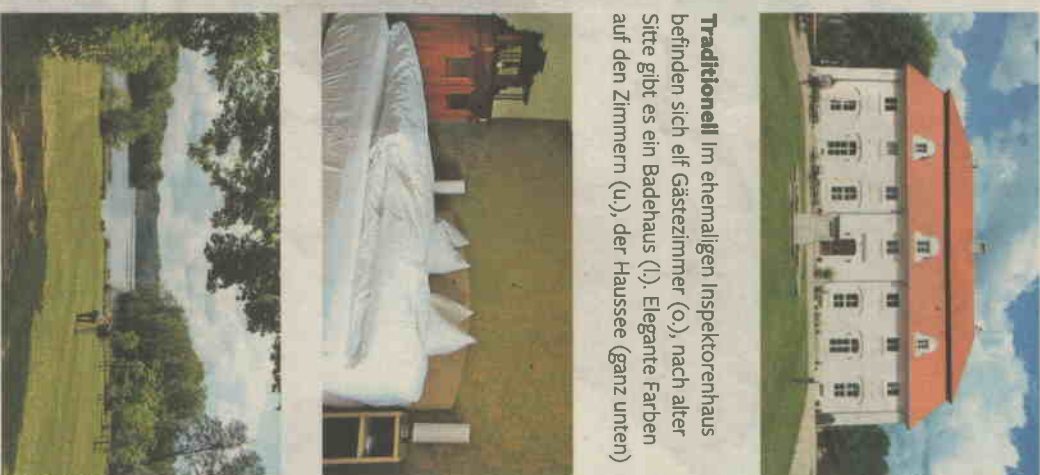 Traditionell Im ehemaligen Inspektorenhaus
befinden sich elf Gästezimmer (o.), nach alter
Sitte gibt es ein Badehaus (l.). Elegante Farben
auf den Zimmern (u.), der Haussee (ganz unten)